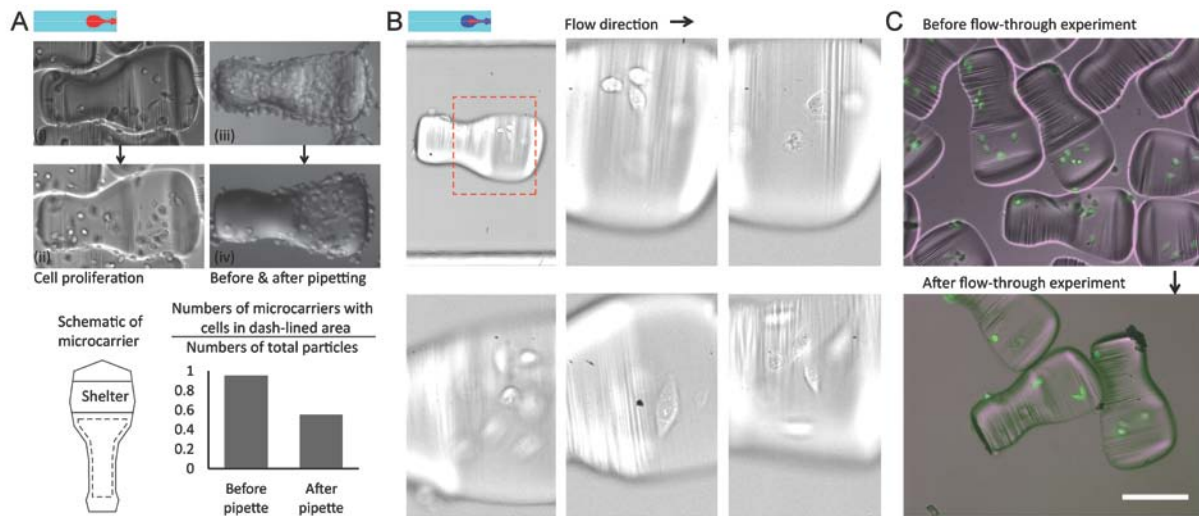 A
(i)
(iii)
(ii)
(iv)
Cell proliferation
Before & after pipetting
Schematic of
microcarrier
Shelter
Numbers of microcarriers with
cells in dash-lined area
Numbers of total particles
1
0.8
0.6
0.4
0.2
0
Before
pipette
After
pipette
B
Flow direction
C
Before flow-through experiment
After flow-through experiment